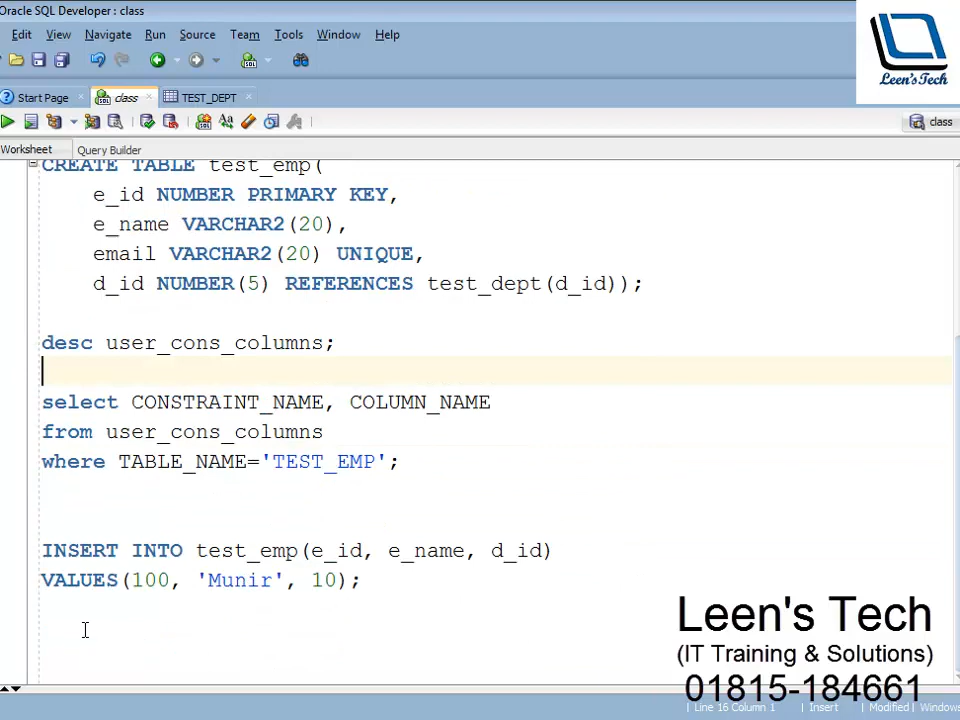 Oracle SQL Developer : class
Edit View Navigate Run Source Team Tools Window Help
Leen'sTech
Start Page class TEST_DEPT
class
Worksheet Query Builder
CREATE TABLE test_emp(
e_id NUMBER PRIMARY KEY,
e_name VARCHAR2(20),
email VARCHAR2(20) UNIQUE,
d_id NUMBER(5) REFERENCES test_dept(d_id));
desc user_cons_columns;
select CONSTRAINT_NAME, COLUMN_NAME
from user_cons_columns
where TABLE_NAME='TEST_EMP';
INSERT INTO test_emp(e_id, e_name, d_id)
VALUES(100, 'Munir', 10);
Leen's Tech
(IT Training & Solutions)
01815-184661
Line 16 Column 1 Insert Modified Windows